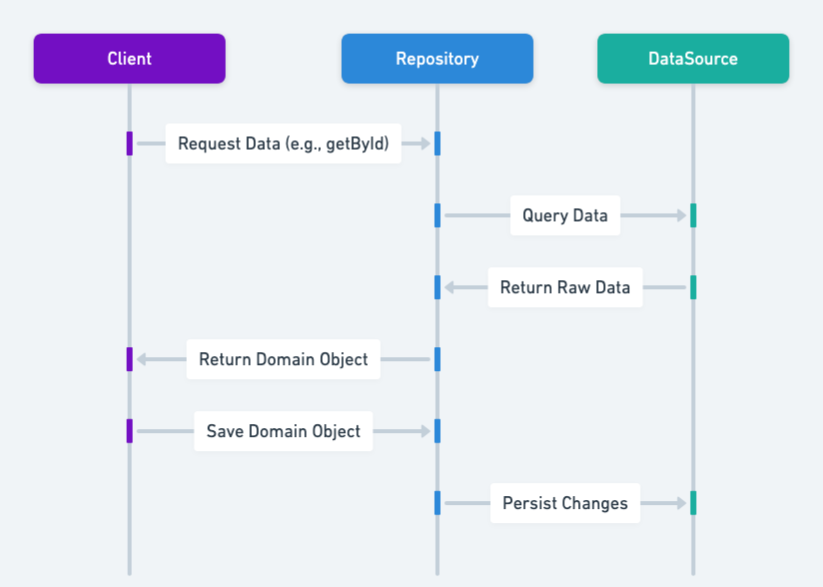 Client
Repository
DataSource
Request Data (e.g., getById)
Query Data
Return Raw Data
Return Domain Object
Save Domain Object
Persist Changes